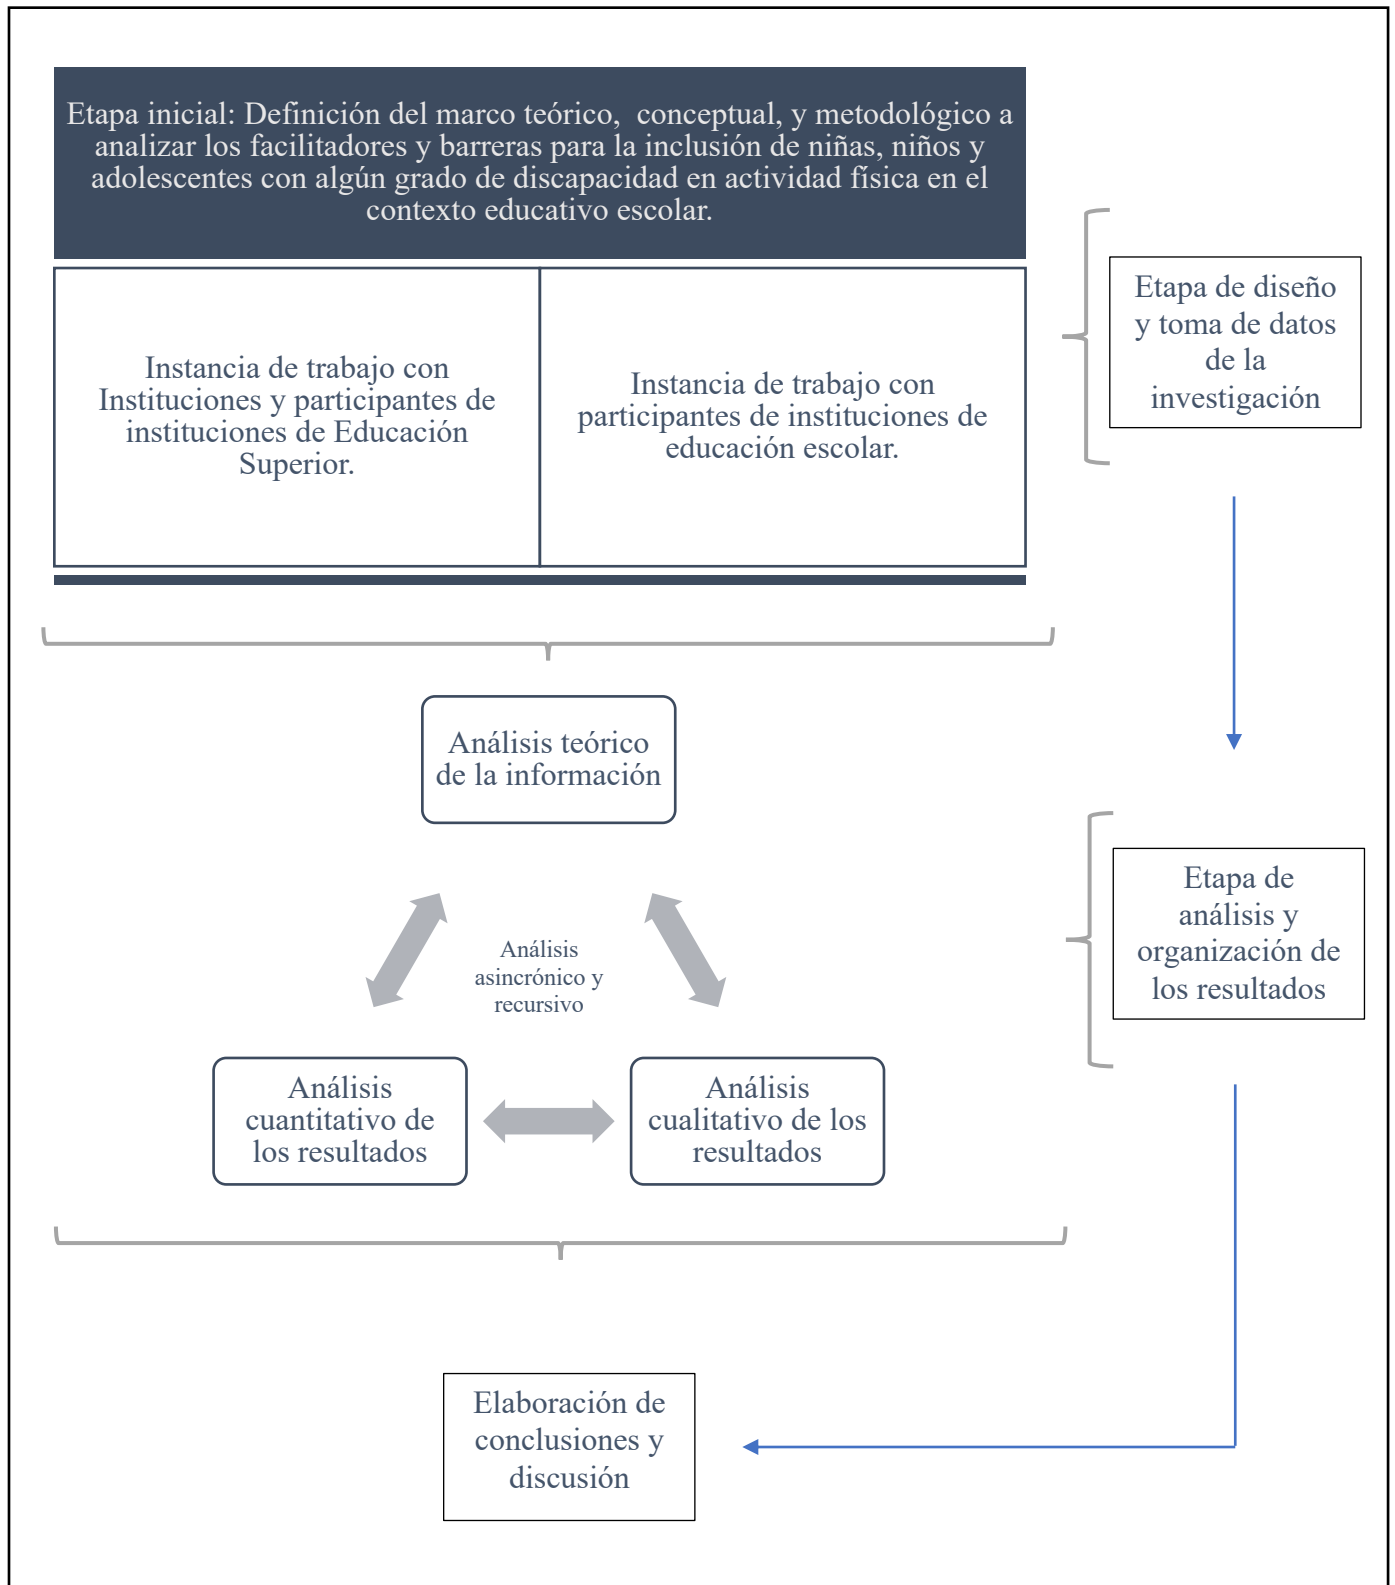 Etapa inicial: Definición del marco teórico, conceptual, y metodológico a
analizar los facilitadores y barreras para la inclusión de niñas, niños y
adolescentes con algún grado de discapacidad en actividad física en el
contexto educativo escolar.
Instancia de trabajo con
Instituciones y participantes de
instituciones de Educación
Superior.
Instancia de trabajo con
participantes de instituciones de
educación escolar.
Etapa de diseño
y toma de datos
de la
investigación
Análisis teórico
de la información
Análisis
asincrónico y
recursivo
Análisis
cuantitativo de
los resultados
Análisis
cualitativo de los
resultados
Etapa de
análisis y
organización de
los resultados
Elaboración de
conclusiones y
discusión